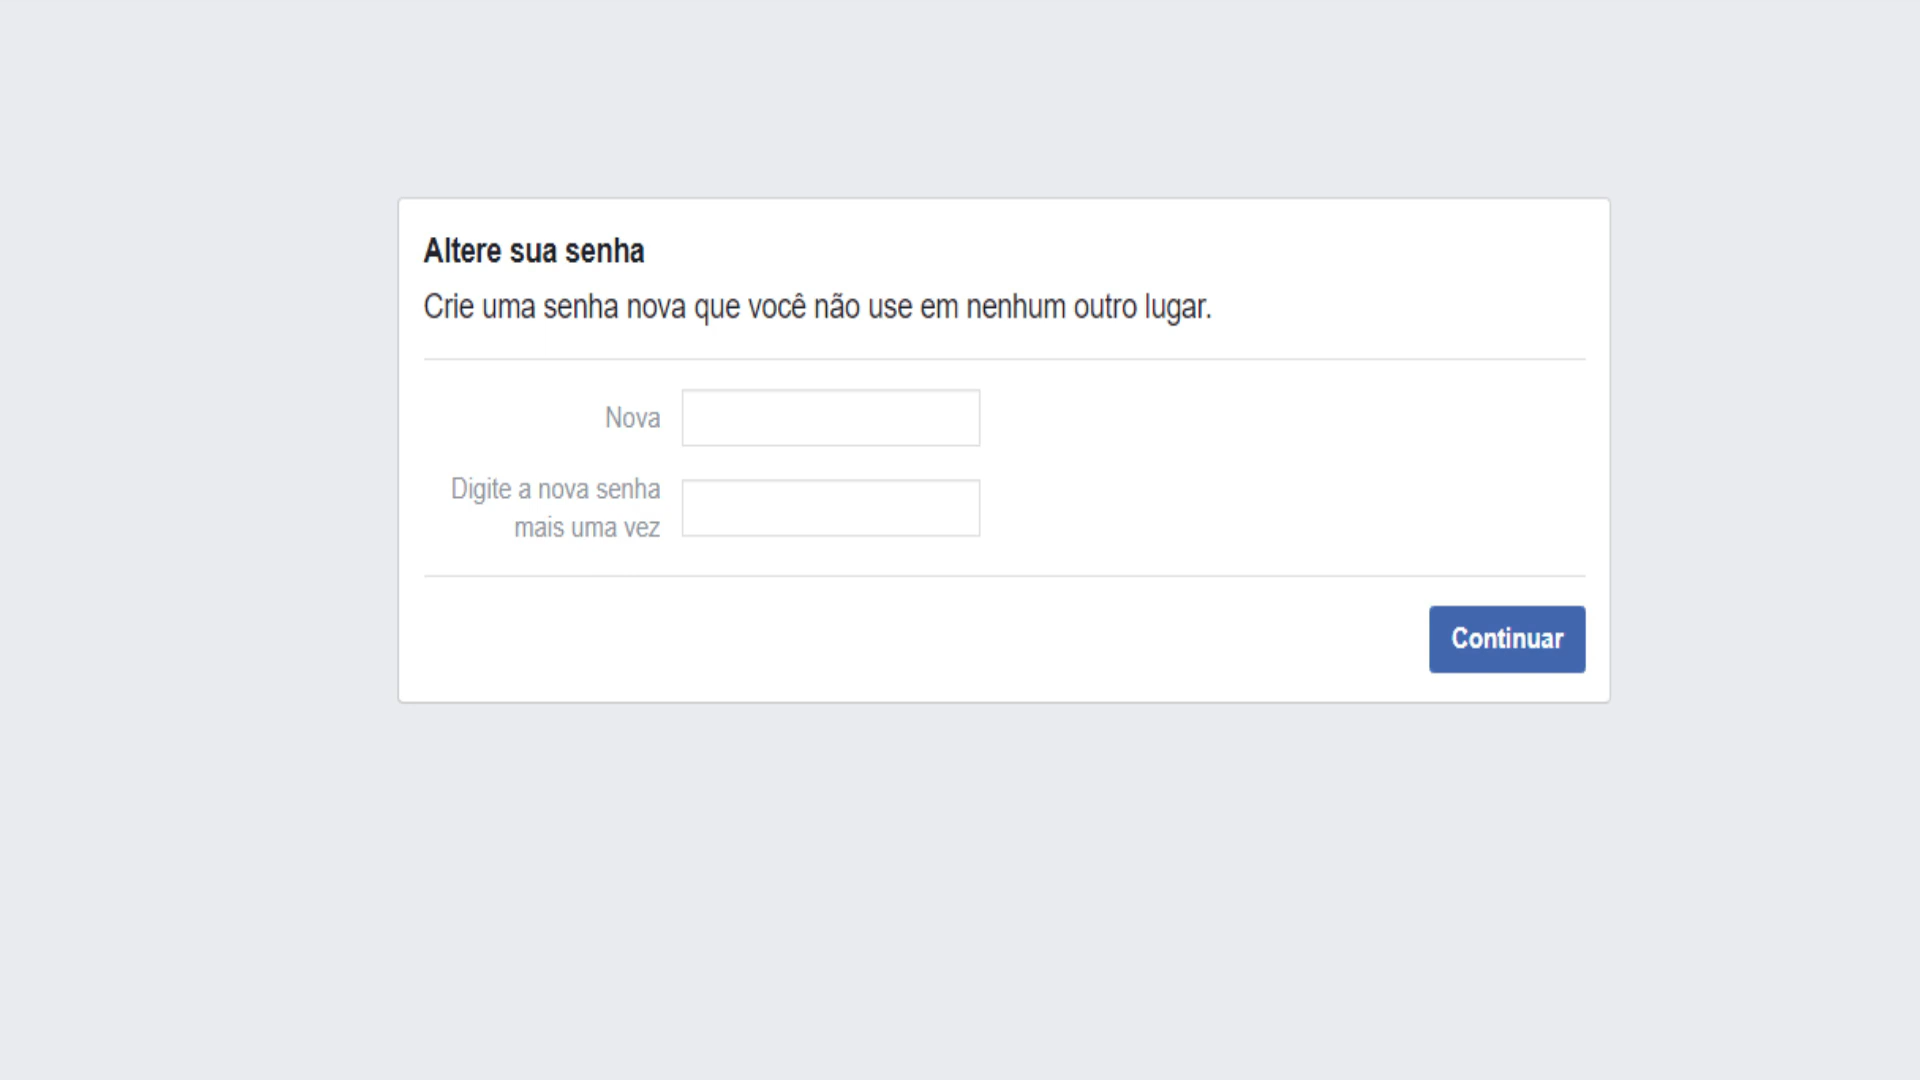 Altere sua senha
Crie uma senha nova que você não use em nenhum outro lugar.
Nova
Digite a nova senha
mais uma vez
Continuar